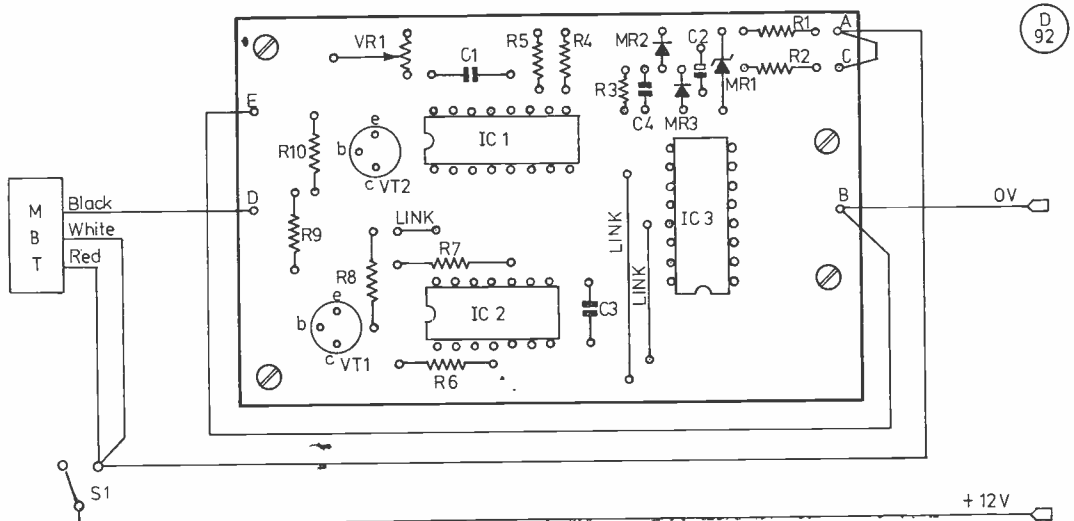 D
92
VR1
C1
R5
R4
MR2
C2
R1
A
R2
C
MR1
R3
C4
MR3
E
e
b
c
VT2
R10
IC 1
M
B
T
Black
White
Red
D
R9
LINK
R7
R8
IC 3
LINK
LINK
B
0V
e
b
c
VT1
IC 2
C3
R6
S1
+ 12V